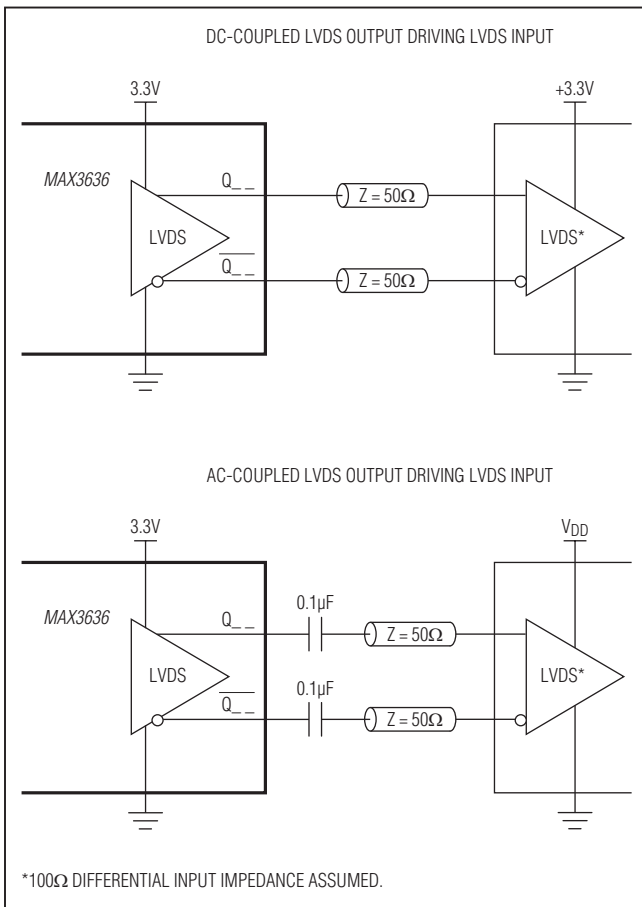 DC-COUPLED LVDS OUTPUT DRIVING LVDS INPUT
3.3V
+3.3V
MAX3636
Q_ _
Z = 50Ω
LVDS
LVDS*
Q_ _
Z = 50Ω
AC-COUPLED LVDS OUTPUT DRIVING LVDS INPUT
3.3V
VDD
MAX3636
0.1µF
Q_ _
Z = 50Ω
LVDS
LVDS*
0.1µF
Q_ _
Z = 50Ω
*100Ω DIFFERENTIAL INPUT IMPEDANCE ASSUMED.